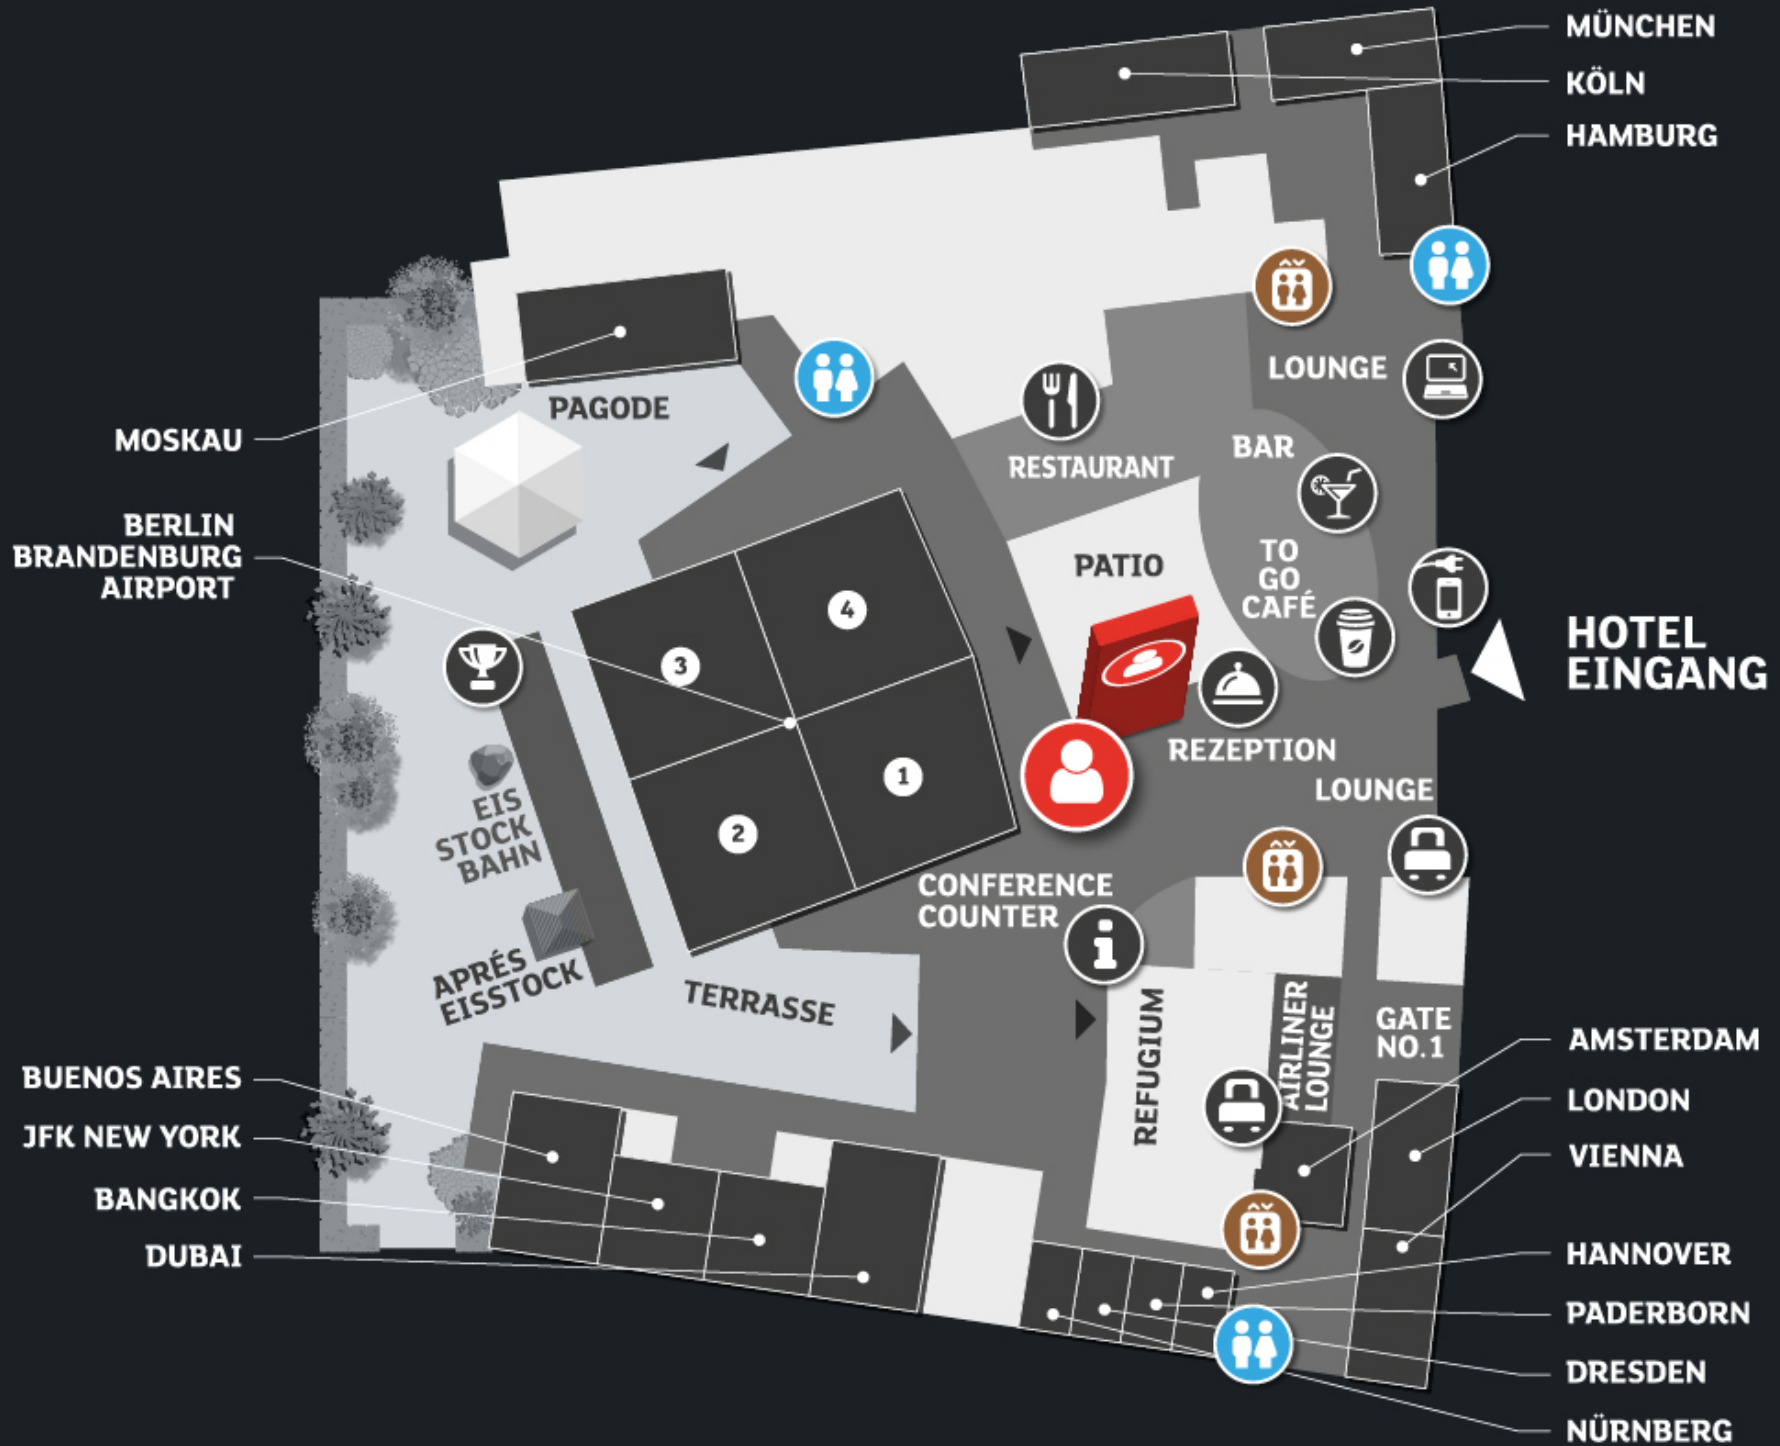 MÜNCHEN
KÖLN
HAMBURG
LOUNGE
PAGODE
MOSKAU
BAR
RESTAURANT
BERLIN
BRANDENBURG
AIRPORT
PATIO
TO
GO
CAFÉ
4
3
HOTEL
EINGANG
REZEPTION
1
2
LOUNGE
EIS
STOCK
BAHN
CONFERENCE
COUNTER
i
APRÉS
EISSTOCK
TERRASSE
REFUGIUM
AIRLINER
LOUNGE
GATE
NO.1
BUENOS AIRES
JFK NEW YORK
BANGKOK
DUBAI
AMSTERDAM
LONDON
VIENNA
HANNOVER
PADERBORN
DRESDEN
NÜRNBERG